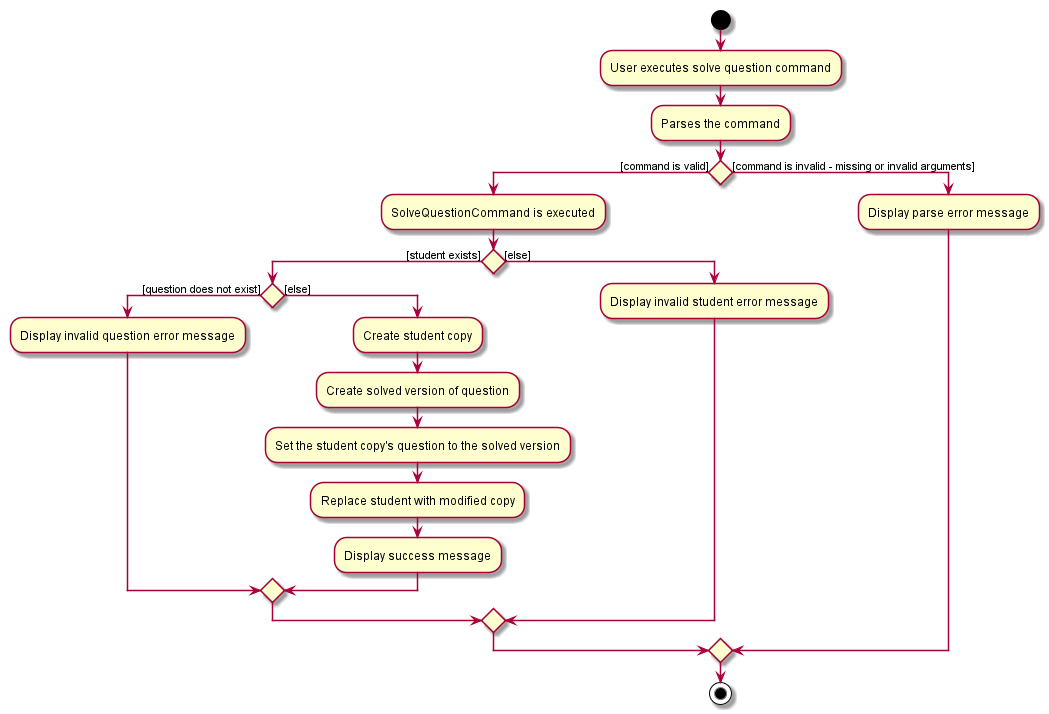 User executes solve question command
Parses the command
[command is valid]
[command is invalid - missing or invalid arguments]
SolveQuestionCommand is executed
Display parse error message
[student exists]
[else]
[question does not exist]
[else]
Display invalid student error message
Display invalid question error message
Create student copy
Create solved version of question
Set the student copy's question to the solved version
Replace student with modified copy
Display success message